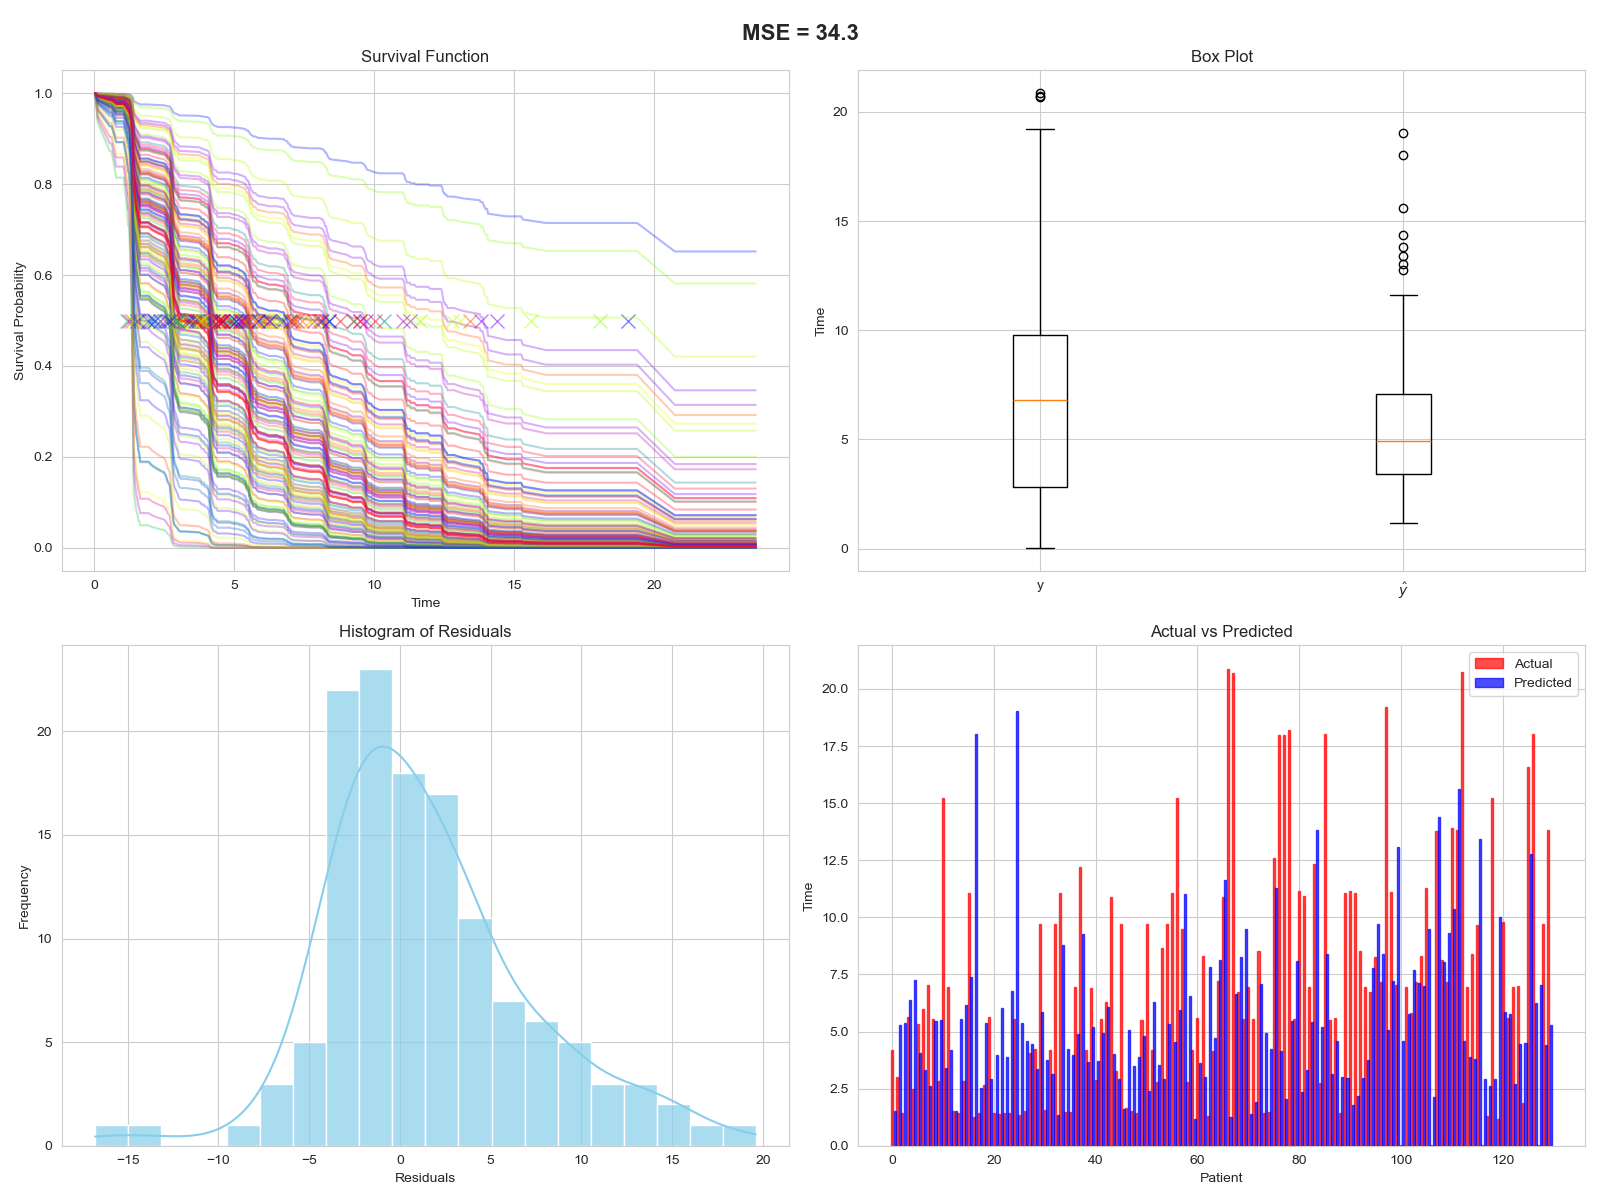 MSE = 34.3
Survival Function
Survival Probability
1.0
0.8
0.6
0.4
0.2
0.0
0 5 10 15 20
Time
Box Plot
Time
20
15
10
5
0
y ŷ
Histogram of Residuals
Frequency
20
15
10
5
0
−15 −10 −5 0 5 10 15 20
Residuals
Actual vs Predicted
Actual
Predicted
Time
20.0
17.5
15.0
12.5
10.0
7.5
5.0
2.5
0.0
0 20 40 60 80 100 120
Patient